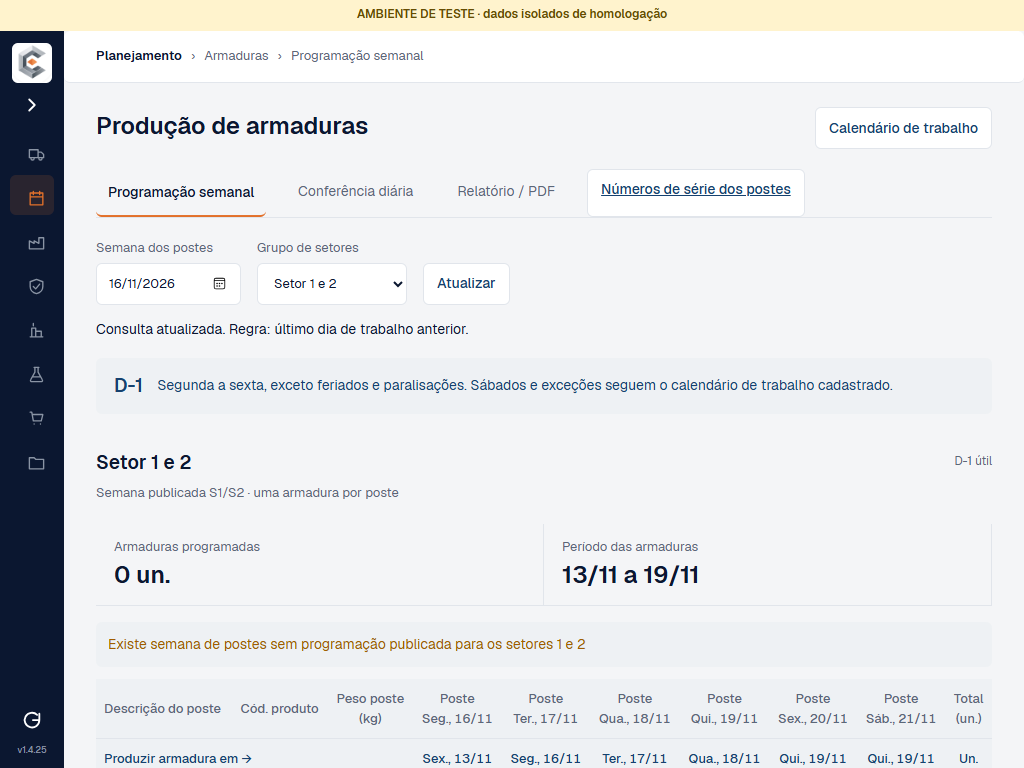 AMBIENTE DE TESTE · dados isolados de homologação
Planejamento › Armaduras › Programação semanal
Produção de armaduras
Calendário de trabalho
Programação semanal
Conferência diária
Relatório / PDF
Números de série dos postes
Semana dos postes
Grupo de setores
16/11/2026
Setor 1 e 2
Atualizar
Consulta atualizada. Regra: último dia de trabalho anterior.
D-1 Segunda a sexta, exceto feriados e paralisações. Sábados e exceções seguem o calendário de trabalho cadastrado.
Setor 1 e 2
D-1 útil
Semana publicada S1/S2 · uma armadura por poste
Armaduras programadas
0 un.
Período das armaduras
13/11 a 19/11
Existe semana de postes sem programação publicada para os setores 1 e 2
Descrição do poste
Cód. produto
Peso poste
(kg)
Poste
Seg., 16/11
Poste
Ter., 17/11
Poste
Qua., 18/11
Poste
Qui., 19/11
Poste
Sex., 20/11
Poste
Sáb., 21/11
Total
(un.)
Produzir armadura em → Sex., 13/11 Seg., 16/11 Ter., 17/11 Qua., 18/11 Qui., 19/11 Qui., 19/11 Un.
v1.4.25